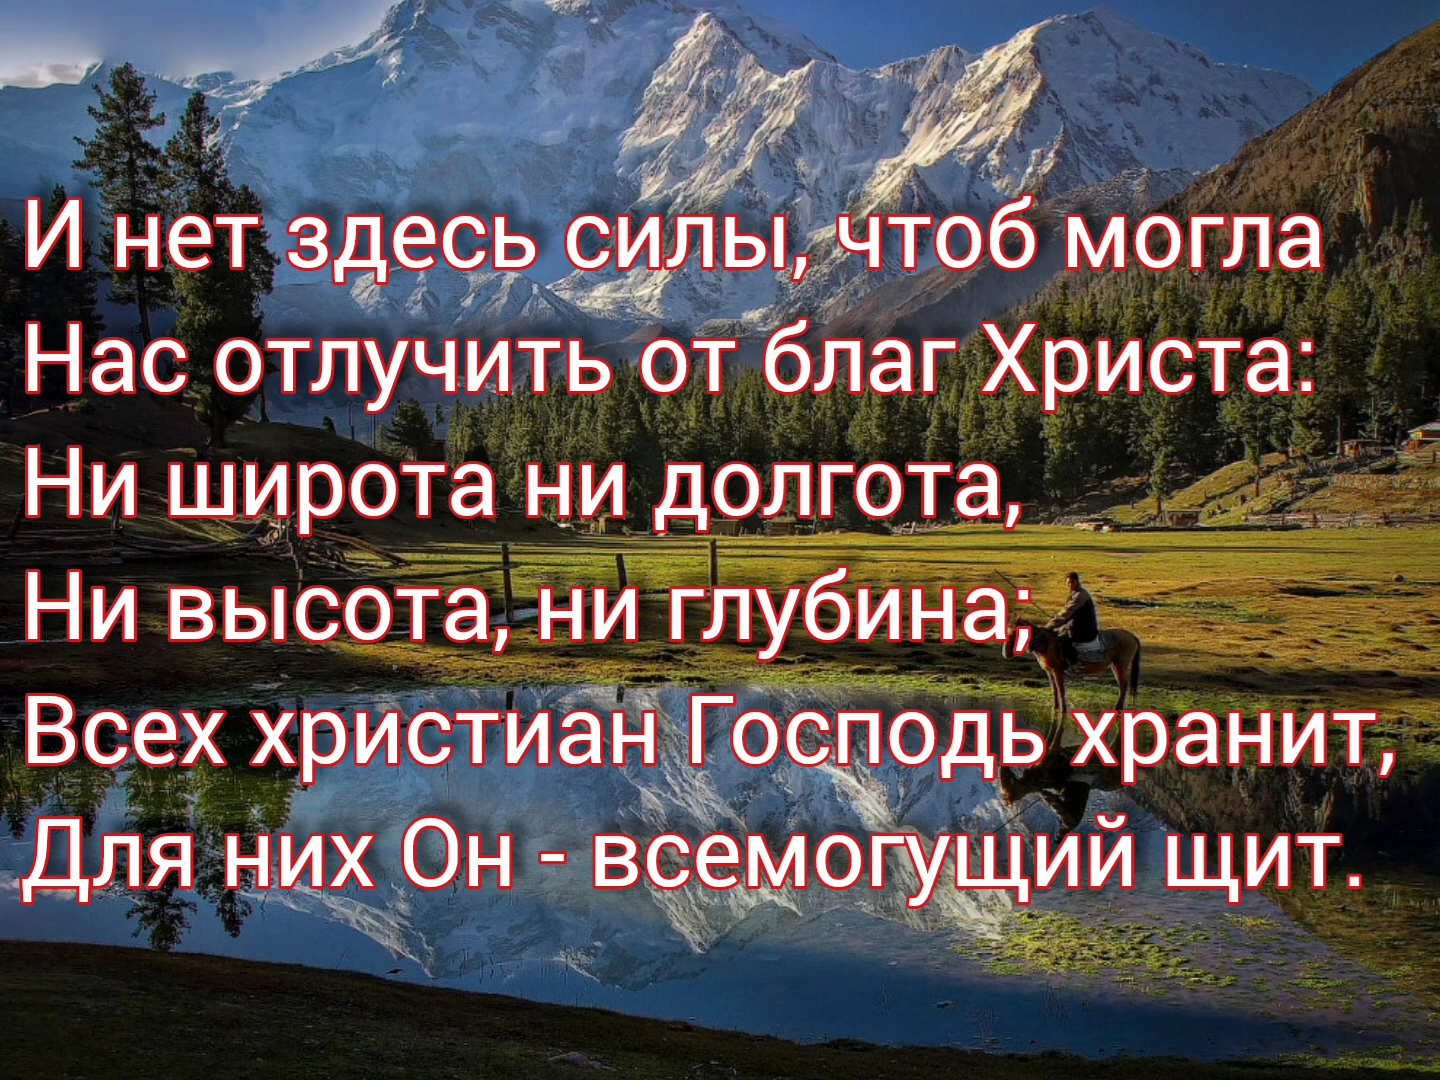 И нет здесь силы, чтоб могла
Нас отлучить от благ Христа:
Ни широта ни долгота,
Ни высота, ни глубина;
Всех христиан Господь хранит,
Для них Он - всемогущий щит.